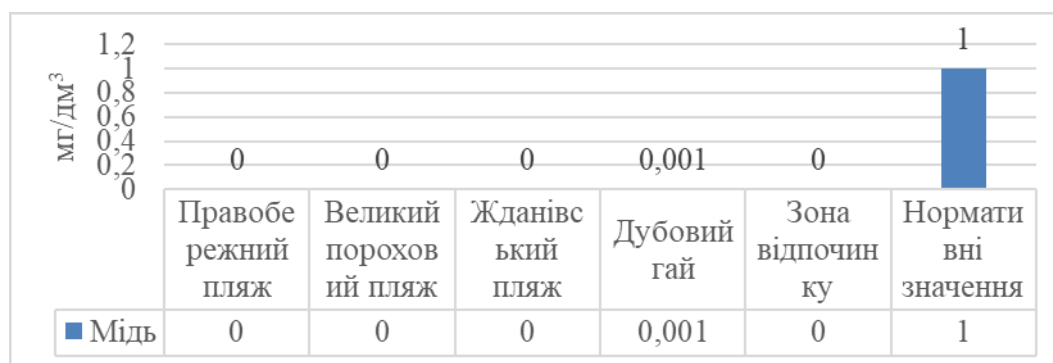 1,2
1
0,8
0,6
0,4
0,2
0
мг/дм³
0 0 0 0,001 0 1
Правобе Великий Жданівс Дубовий Зона Нормати
режний порохов ький гай відпочин вні
пляж ий пляж пляж ку значення
Мідь 0 0 0 0,001 0 1